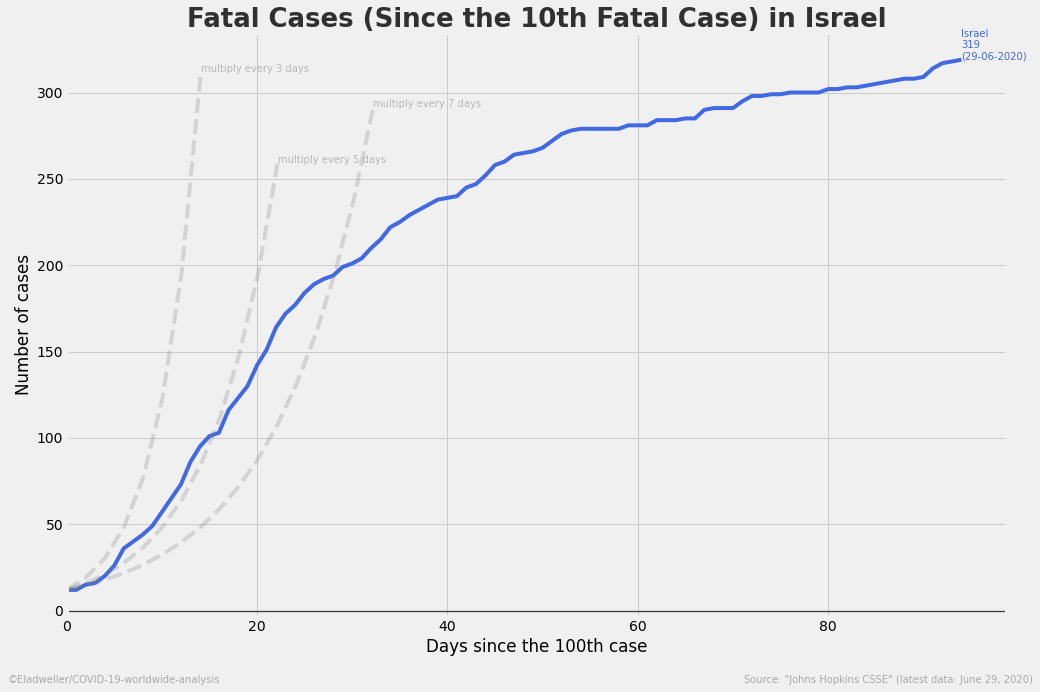 Fatal Cases (Since the 10th Fatal Case) in Israel
Israel
319
(29-06-2020)
multiply every 3 days
multiply every 7 days
multiply every 5 days
Number of cases
300
250
200
150
100
50
0
0 20 40 60 80
Days since the 100th case
©Eladweller/COVID-19-worldwide-analysis
Source: "Johns Hopkins CSSE" (latest data: June 29, 2020)